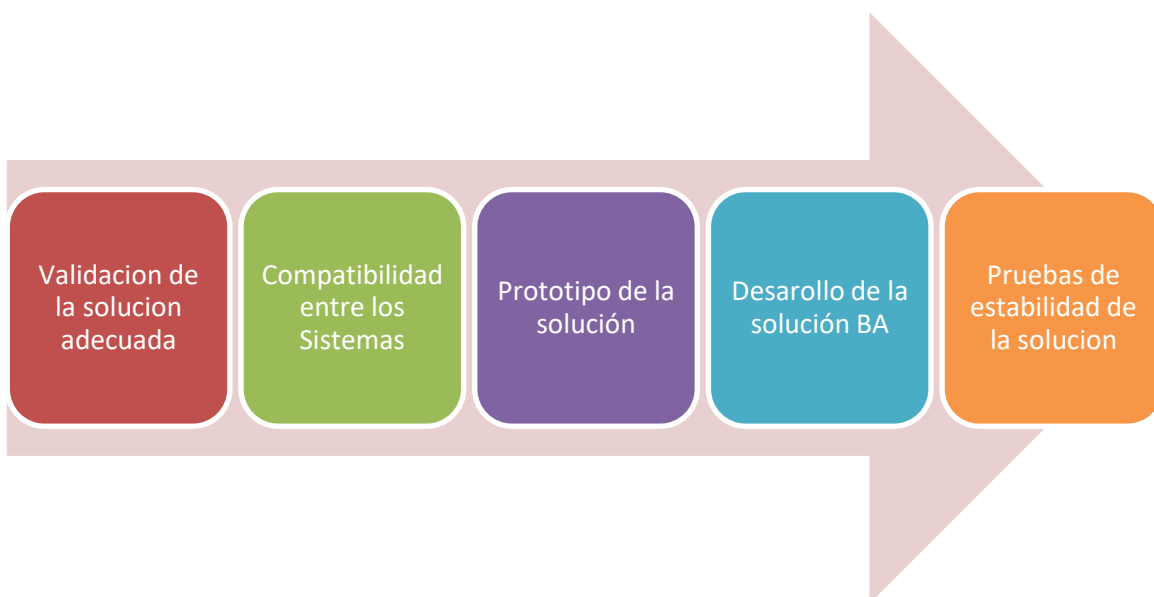 Validacion de
la solucion
adecuada
Compatibilidad
entre los
Sistemas
Prototipo de la
solución
Desarollo de la
solución BA
Pruebas de
estabilidad de
la solucion